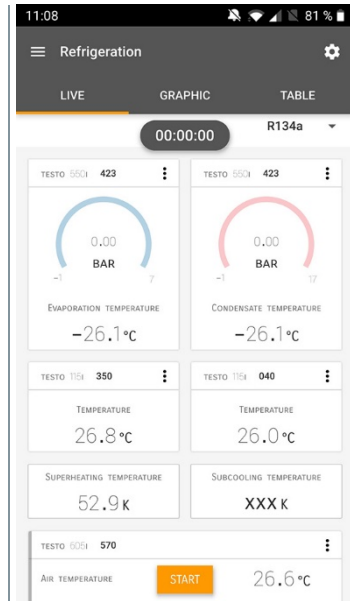 11:08 81 %
Refrigeration
LIVE GRAPHIC TABLE
00:00:00 R134a
TESTO 550i 423 TESTO 550i 423
0.00 0.00
BAR BAR
-1 7 -1 17
EVAPORATION TEMPERATURE CONDENSATE TEMPERATURE
-26.1°C -26.1°C
TESTO 115i 350 TESTO 115i 040
TEMPERATURE TEMPERATURE
26.8°C 26.0°C
SUPERHEATING TEMPERATURE SUBCOOLING TEMPERATURE
52.9 K XXX K
TESTO 605i 570
AIR TEMPERATURE START 26.6°C